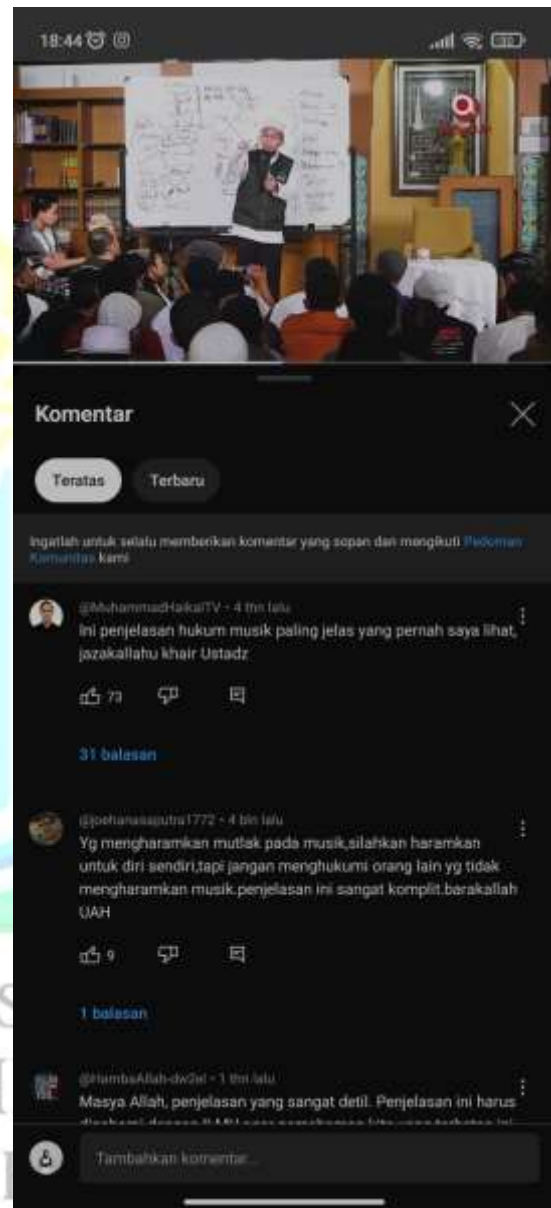 18:44
30
Komentar
Teratas
Terbaru
Ingatlah untuk selalu memberikan komentar yang sopan dan mengikuti Pedoman
Komunitas kami
@MuhammadHaikalTV • 4 thn lalu
Ini penjelasan hukum musik paling jelas yang pernah saya lihat,
jazakallahu khair Ustadz
73
31 balasan
@joehanasaputra1772 • 4 bln lalu
Yg mengharamkan mutlak pada musik,silahkan haramkan
untuk diri sendiri,tapi jangan menghukumi orang lain yg tidak
mengharamkan musik.penjelasan ini sangat komplit.barakallah
UAH
9
1 balasan
@HambaAllah-dw2el • 1 thn lalu
Masya Allah, penjelasan yang sangat detil. Penjelasan ini harus
Tambahkan komentar...